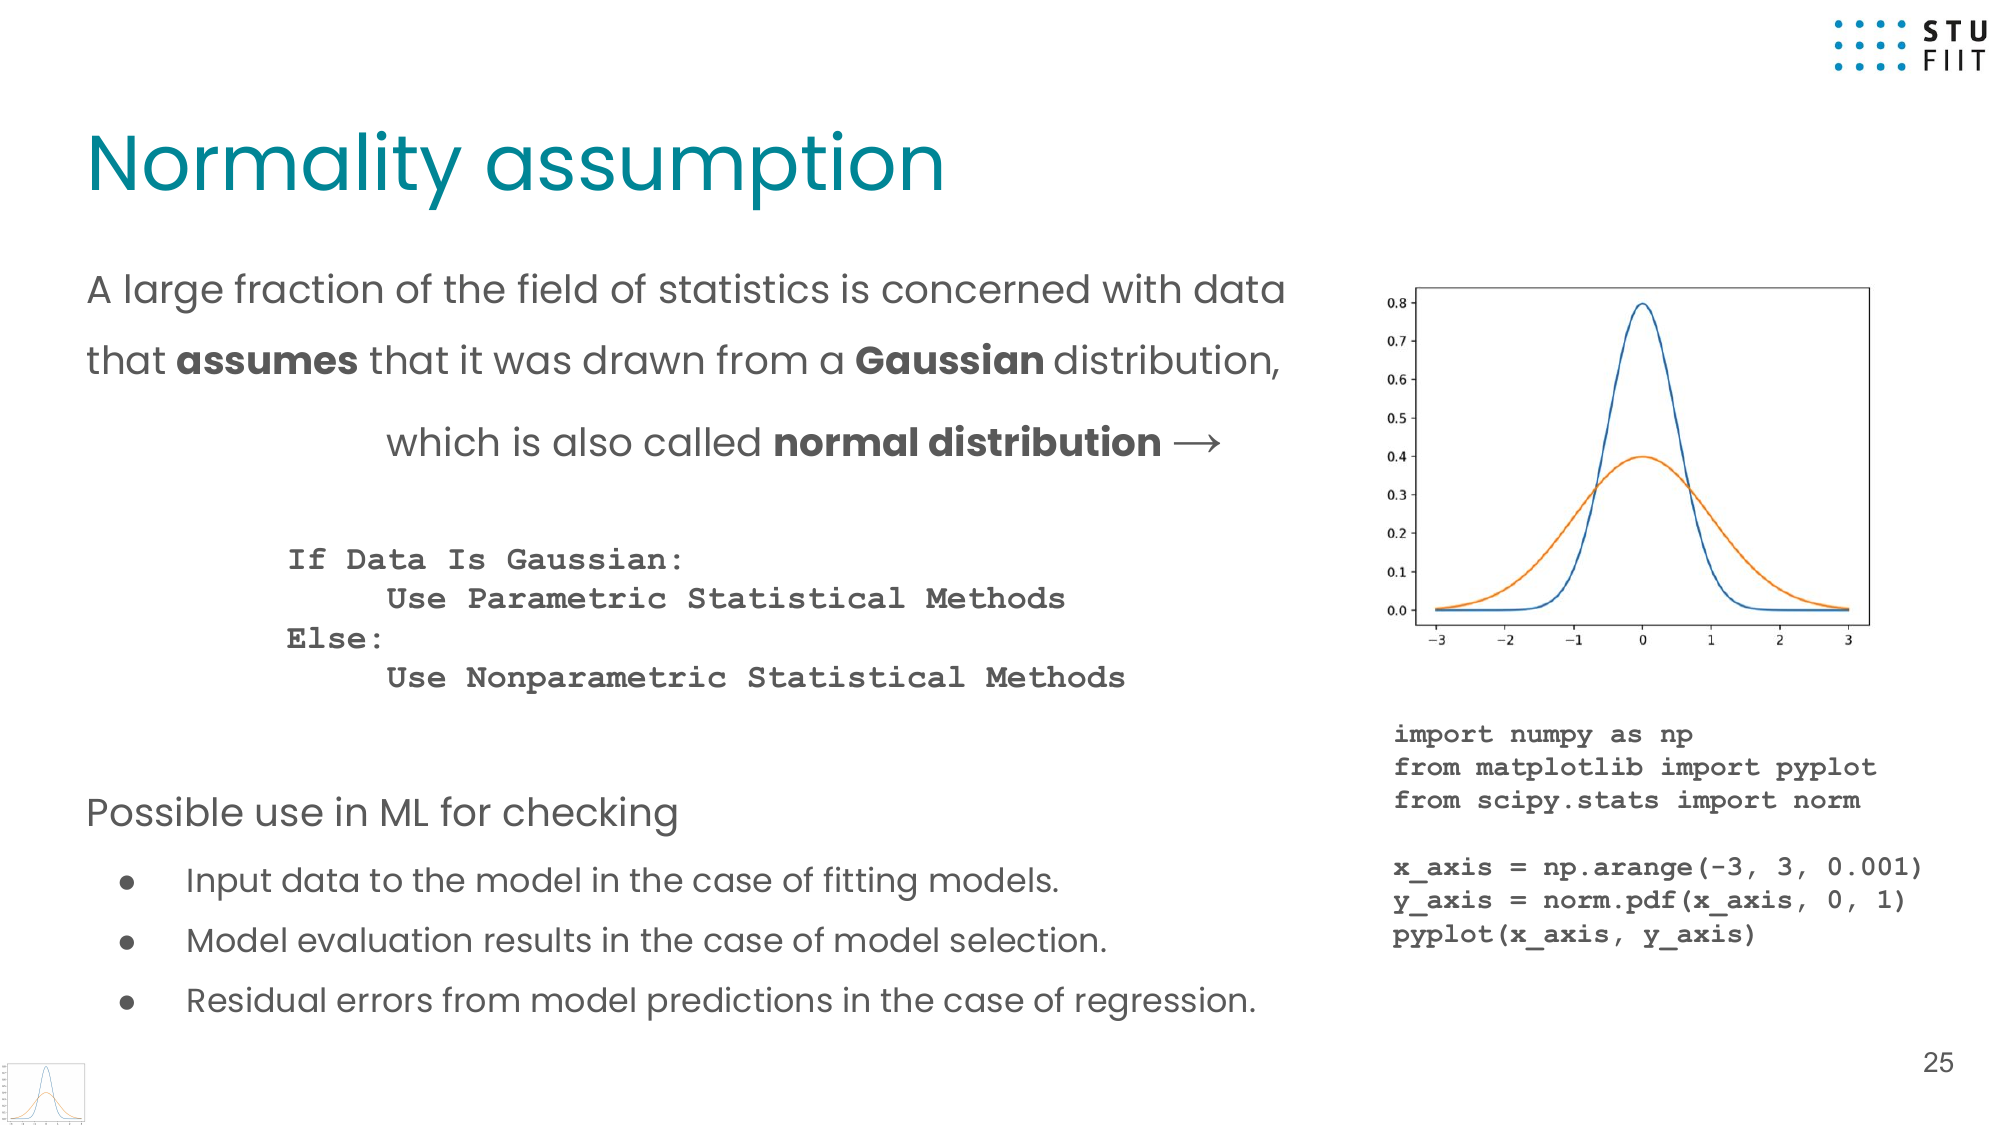 STU
FIIT
Normality assumption
A large fraction of the field of statistics is concerned with data
that assumes that it was drawn from a Gaussian distribution,
which is also called normal distribution →
If Data Is Gaussian:
Use Parametric Statistical Methods
Else:
Use Nonparametric Statistical Methods
Possible use in ML for checking
● Input data to the model in the case of fitting models.
● Model evaluation results in the case of model selection.
● Residual errors from model predictions in the case of regression.
0.8
0.7
0.6
0.5
0.4
0.3
0.2
0.1
0.0
−3 −2 −1 0 1 2 3
import numpy as np
from matplotlib import pyplot
from scipy.stats import norm
x_axis = np.arange(-3, 3, 0.001)
y_axis = norm.pdf(x_axis, 0, 1)
pyplot(x_axis, y_axis)
25